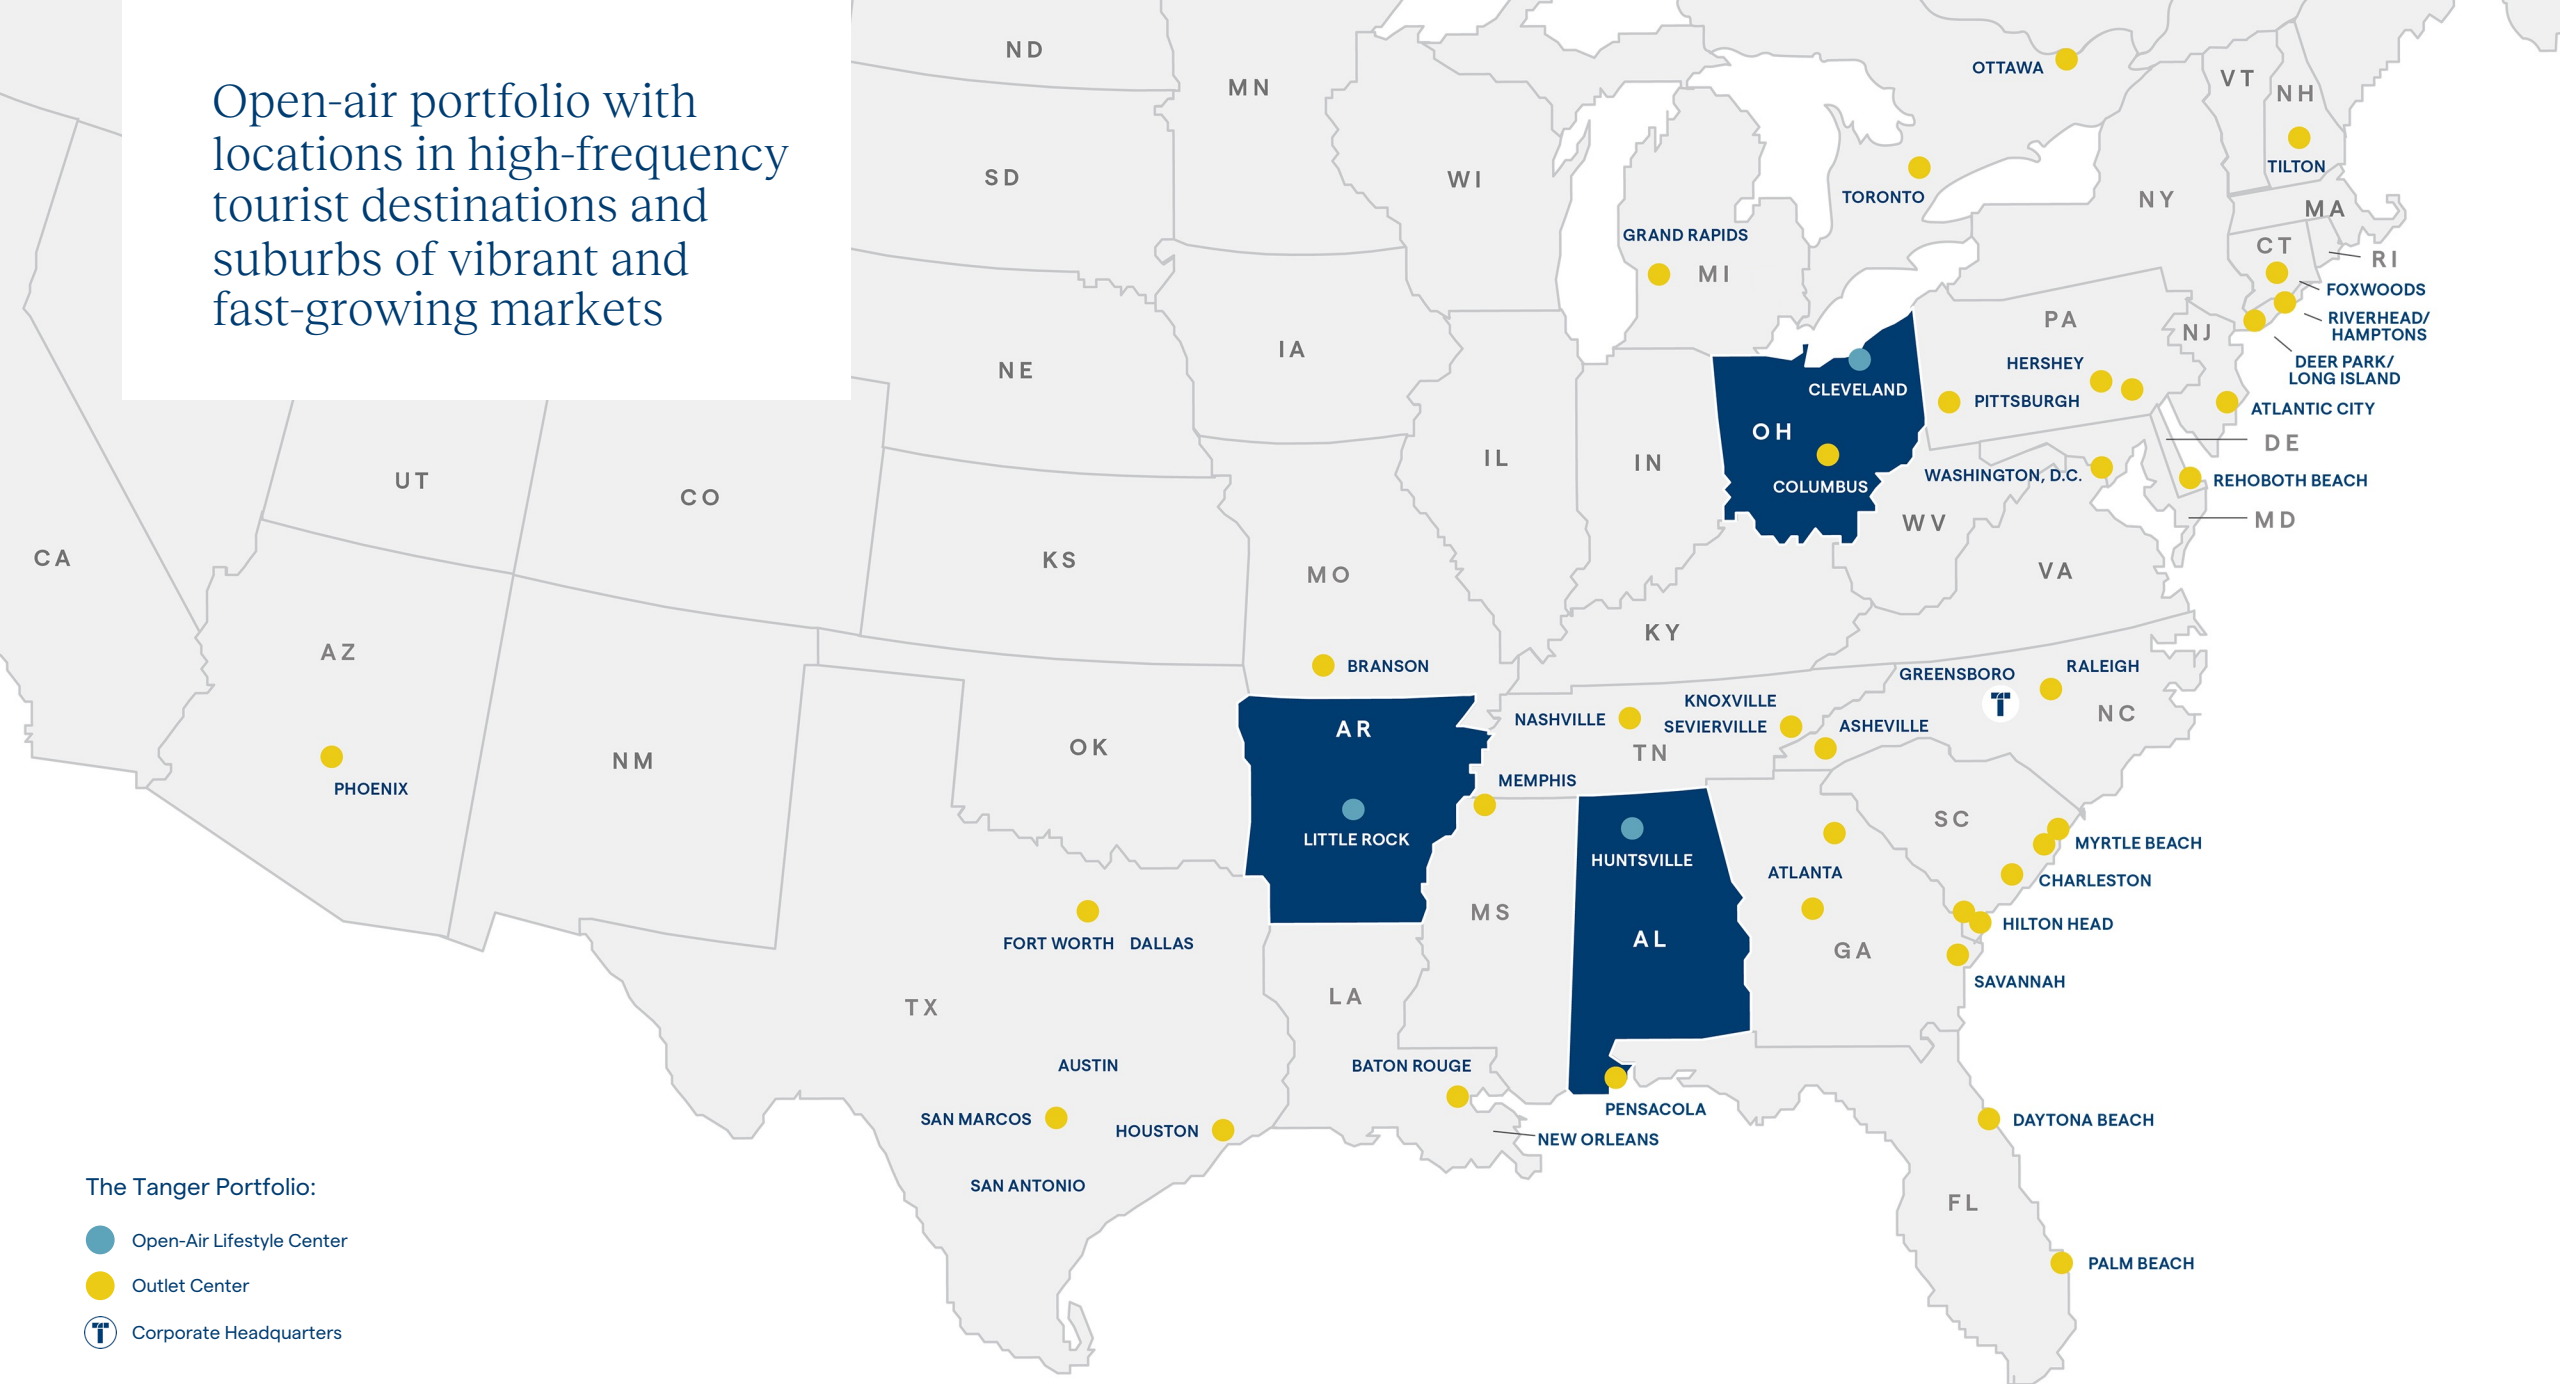 Open-air portfolio with
locations in high-frequency
tourist destinations and
suburbs of vibrant and
fast-growing markets
ND
MN
SD
WI
NE
IA
UT
CO
KS
MO
IL
IN
CA
AZ
NM
OK
TX
AR
LITTLE ROCK
LA
MS
AL
HUNTSVILLE
TN
KY
GA
FL
SC
NC
VA
WV
OH
CLEVELAND
COLUMBUS
MI
GRAND RAPIDS
PA
NY
VT
NH
TILTON
MA
CT
RI
NJ
DE
MD
OTTAWA
TORONTO
FOXWOODS
RIVERHEAD/
HAMPTONS
DEER PARK/
LONG ISLAND
HERSHEY
PITTSBURGH
ATLANTIC CITY
WASHINGTON, D.C.
REHOBOTH BEACH
BRANSON
GREENSBORO
RALEIGH
NASHVILLE
KNOXVILLE
SEVIERVILLE
ASHEVILLE
MEMPHIS
PHOENIX
ATLANTA
MYRTLE BEACH
CHARLESTON
HILTON HEAD
SAVANNAH
FORT WORTH DALLAS
AUSTIN
SAN MARCOS
HOUSTON
SAN ANTONIO
BATON ROUGE
PENSACOLA
NEW ORLEANS
DAYTONA BEACH
PALM BEACH
The Tanger Portfolio:
Open-Air Lifestyle Center
Outlet Center
Corporate Headquarters